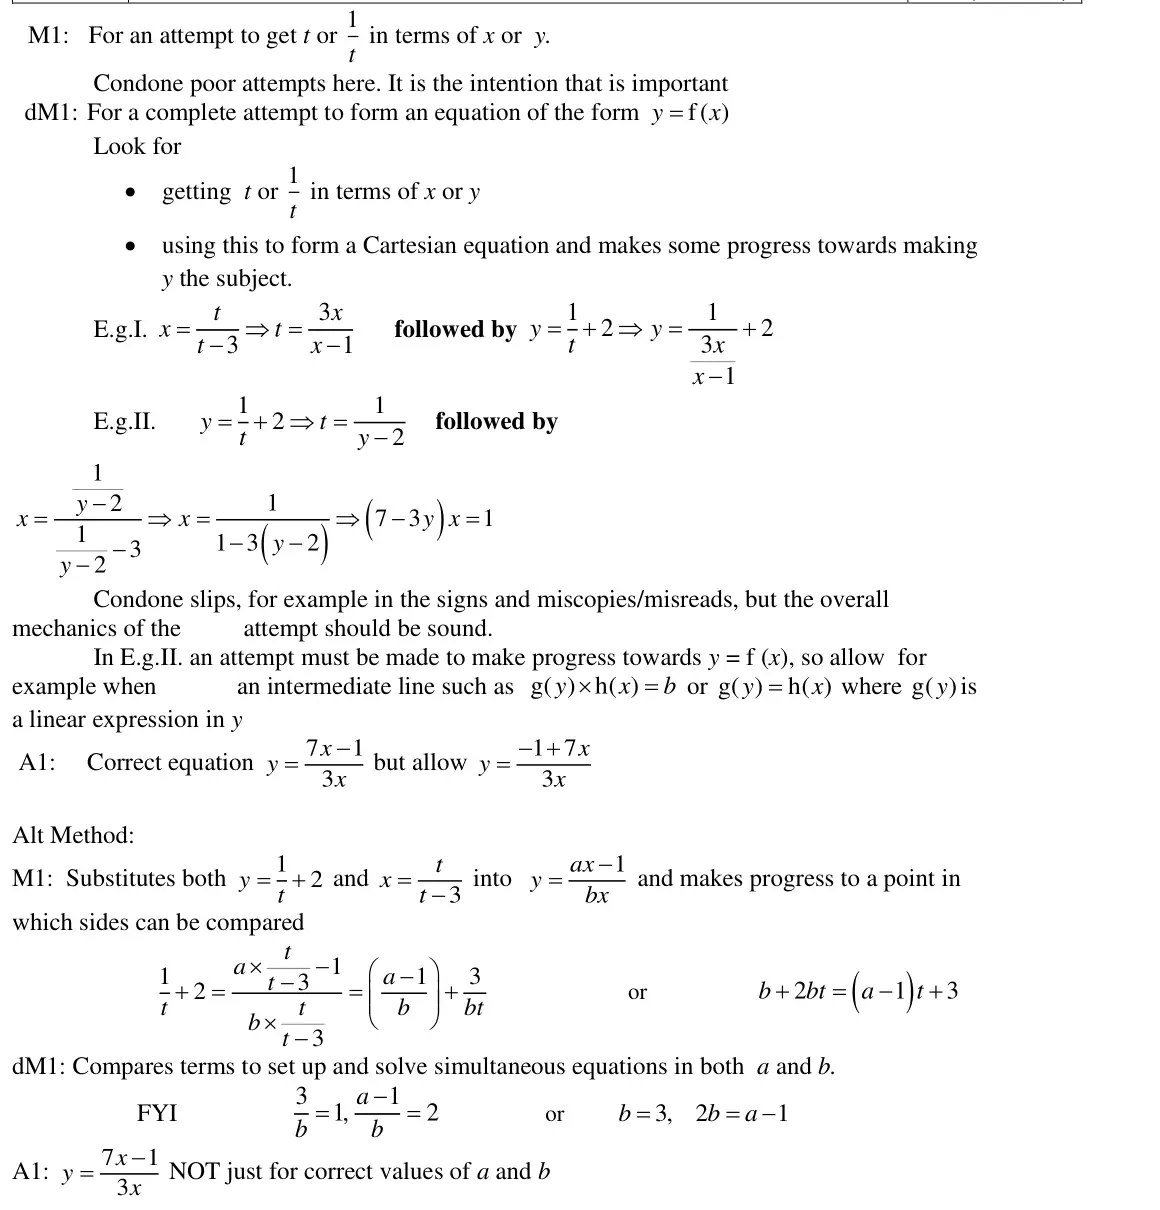 M1: For an attempt to get t or 1/t in terms of x or y.
Condone poor attempts here. It is the intention that is important
dM1: For a complete attempt to form an equation of the form y = f(x)
Look for
• getting t or 1/t in terms of x or y
• using this to form a Cartesian equation and makes some progress towards making
y the subject.
E.g.I. x = t/(t−3) ⇒ t = 3x/(x−1) followed by y = 1/t + 2 ⇒ y = 1/(3x/(x−1)) + 2
E.g.II. y = 1/t + 2 ⇒ t = 1/(y−2) followed by
x = (1/(y−2))/(1/(y−2) − 3) ⇒ x = 1/(1−3(y−2)) ⇒ (7−3y)x = 1
Condone slips, for example in the signs and miscopies/misreads, but the overall
mechanics of the attempt should be sound.
In E.g.II. an attempt must be made to make progress towards y = f (x), so allow for
example when an intermediate line such as g(y)×h(x) = b or g(y) = h(x) where g(y) is
a linear expression in y
A1: Correct equation y = (7x−1)/(3x) but allow y = (−1+7x)/(3x)
Alt Method:
M1: Substitutes both y = 1/t + 2 and x = t/(t−3) into y = (ax−1)/(bx) and makes progress to a point in
which sides can be compared
1/t + 2 = (a × t/(t−3) − 1)/(b × t/(t−3)) = ((a−1)/b) + 3/(bt) or b + 2bt = (a−1)t + 3
dM1: Compares terms to set up and solve simultaneous equations in both a and b.
FYI 3/b = 1, (a−1)/b = 2 or b = 3, 2b = a−1
A1: y = (7x−1)/(3x) NOT just for correct values of a and b